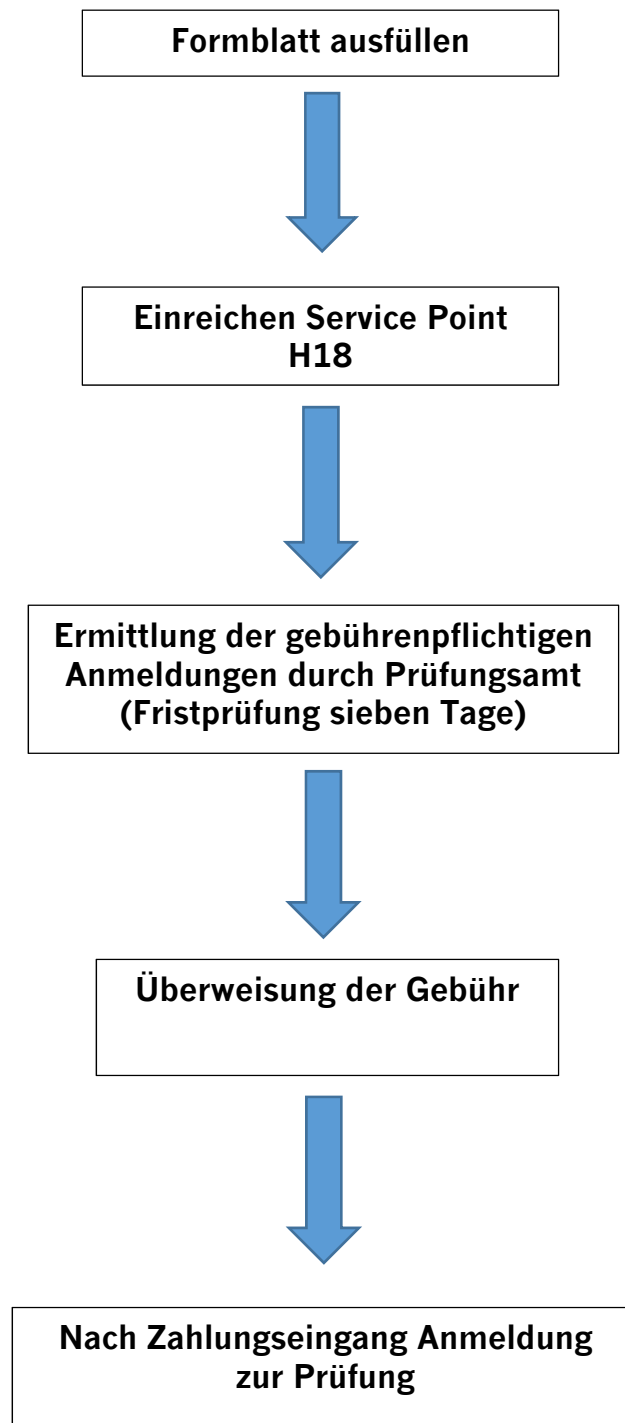 Formblatt ausfüllen
Einreichen Service Point
H18
Ermittlung der gebührenpflichtigen
Anmeldungen durch Prüfungsamt
(Fristprüfung sieben Tage)
Überweisung der Gebühr
Nach Zahlungseingang Anmeldung
zur Prüfung